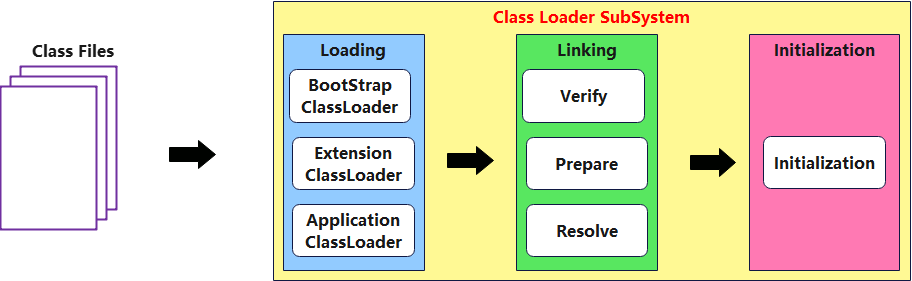 Class Loader SubSystem
Class Files
Loading
BootStrap
ClassLoader
Extension
ClassLoader
Application
ClassLoader
Linking
Verify
Prepare
Resolve
Initialization
Initialization